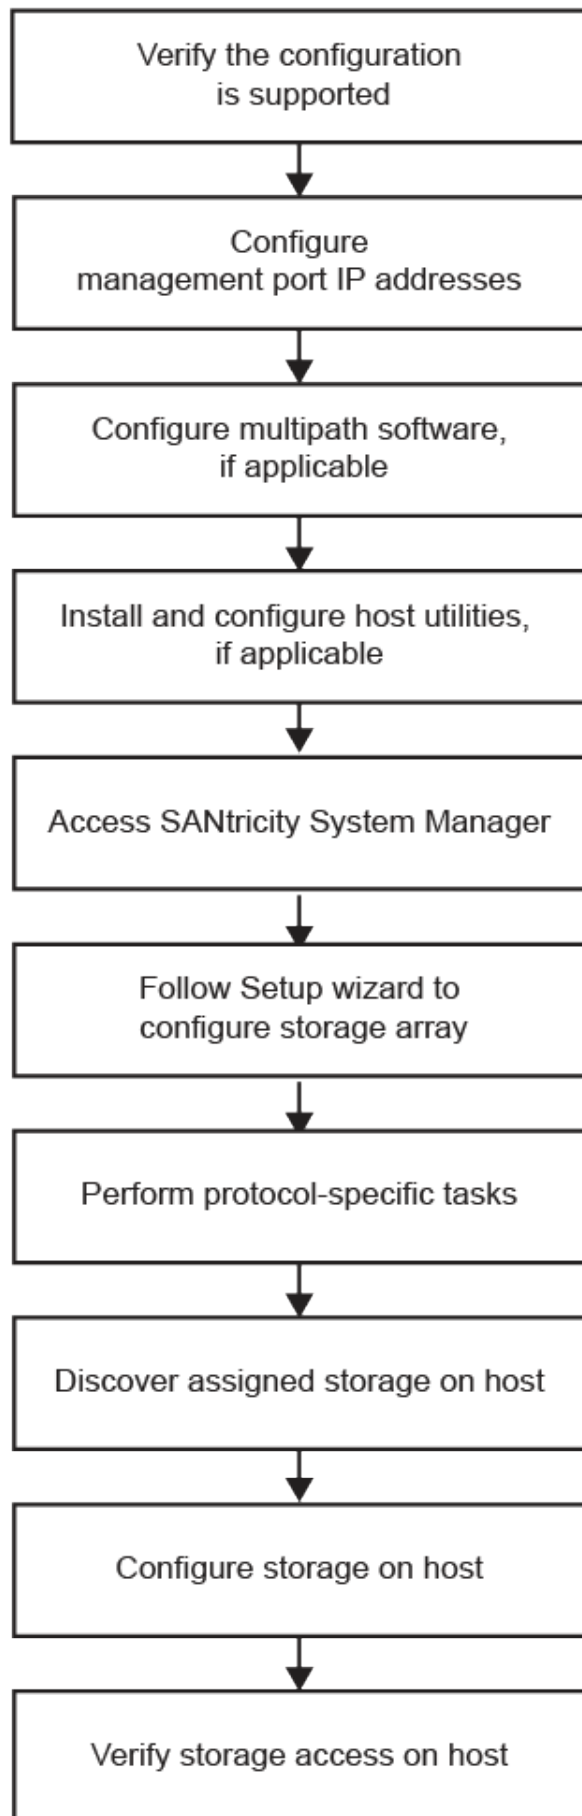 Verify the configuration
is supported
Configure
management port IP addresses
Configure multipath software,
if applicable
Install and configure host utilities,
if applicable
Access SANtricity System Manager
Follow Setup wizard to
configure storage array
Perform protocol-specific tasks
Discover assigned storage on host
Configure storage on host
Verify storage access on host